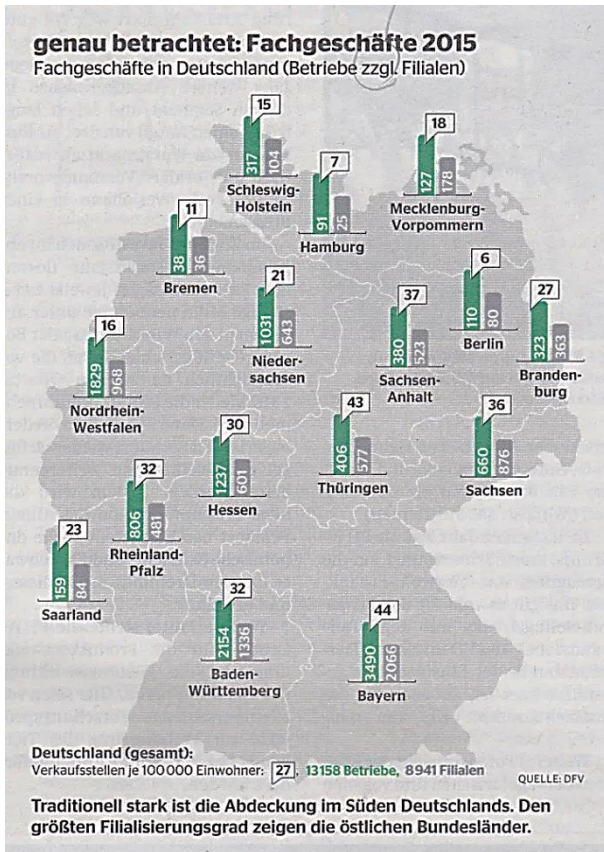 genau betrachtet: Fachgeschäfte 2015
Fachgeschäfte in Deutschland (Betriebe zzgl. Filialen)
15
317 104
Schleswig-
Holstein
7
91 25
Hamburg
18
127 178
Mecklenburg-
Vorpommern
11
38 36
Bremen
21
1031 643
Nieder-
sachsen
6
110 80
Berlin
37
380 523
Sachsen-
Anhalt
27
323 363
Branden-
burg
16
1829 968
Nordrhein-
Westfalen
43
406 577
Thüringen
36
660 876
Sachsen
30
1237 601
Hessen
32
806 481
Rheinland-
Pfalz
23
159 84
Saarland
32
2154 1336
Baden-
Württemberg
44
3490 2066
Bayern
Deutschland (gesamt):
Verkaufsstellen je 100 000 Einwohner: 27, 13158 Betriebe, 8941 Filialen
QUELLE: DFV
Traditionell stark ist die Abdeckung im Süden Deutschlands. Den
größten Filialisierungsgrad zeigen die östlichen Bundesländer.